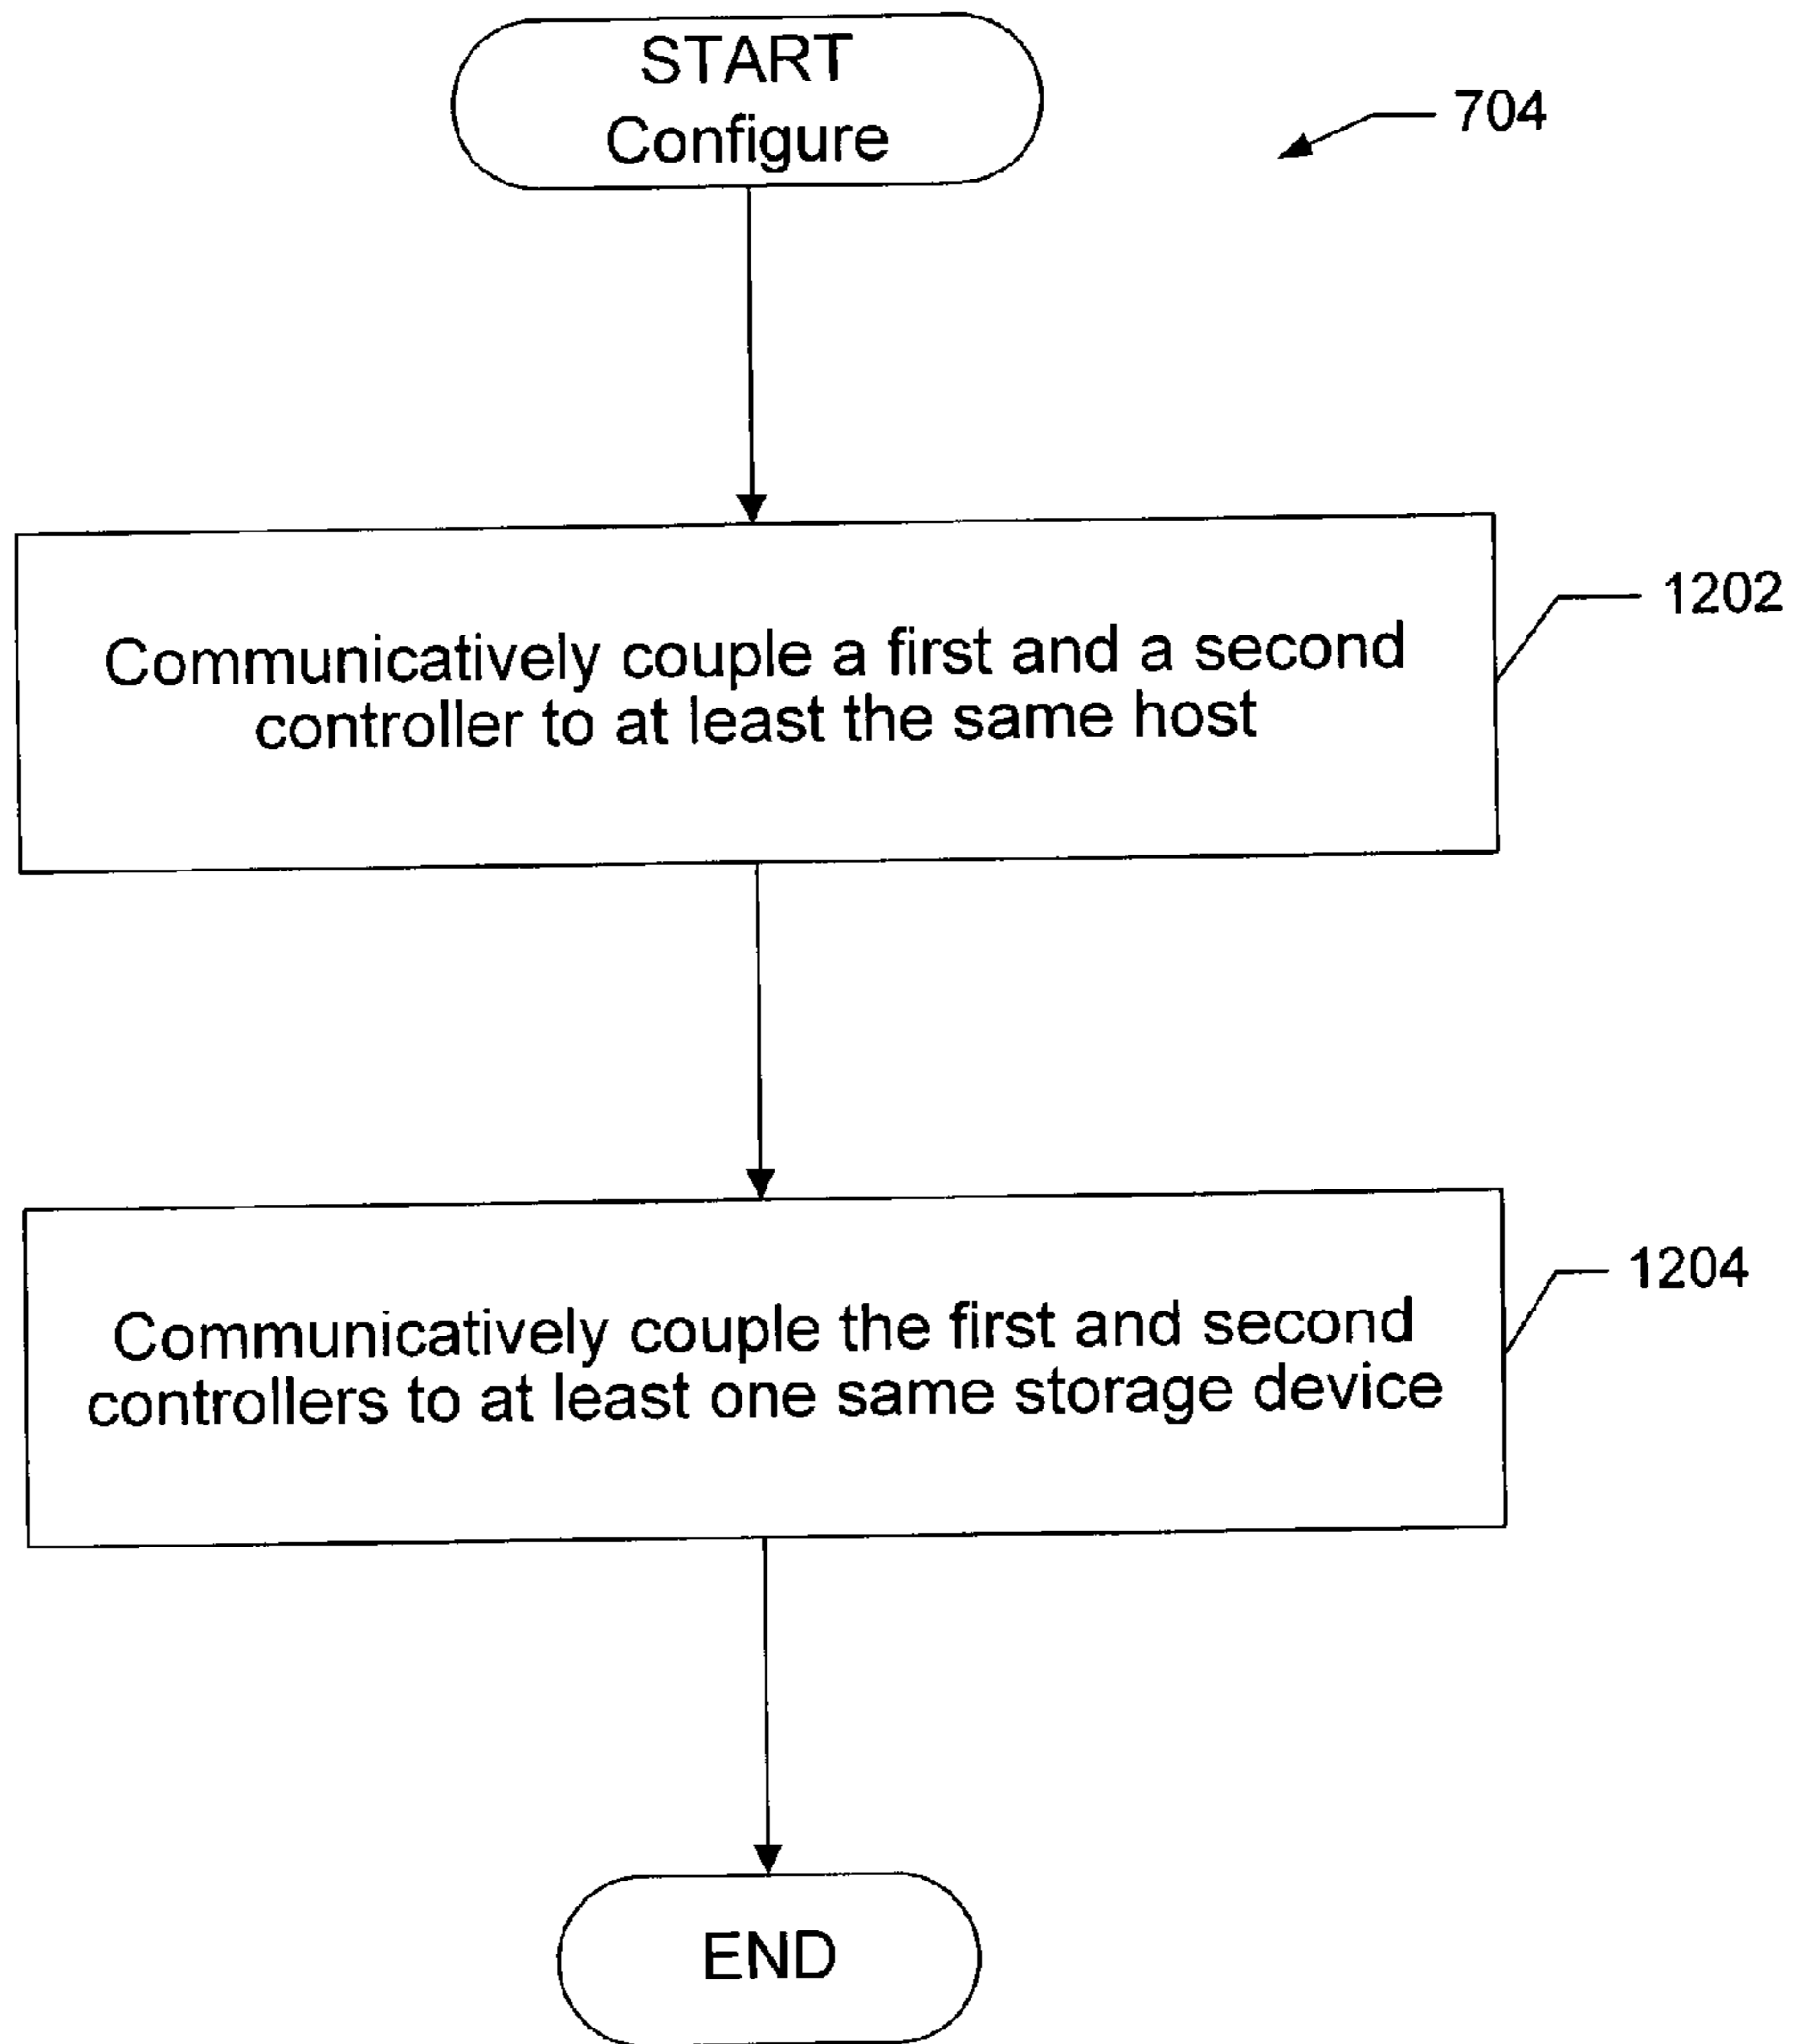 START
Configure
704
Communicatively couple a first and a second
controller to at least the same host
1202
Communicatively couple the first and second
controllers to at least one same storage device
1204
END